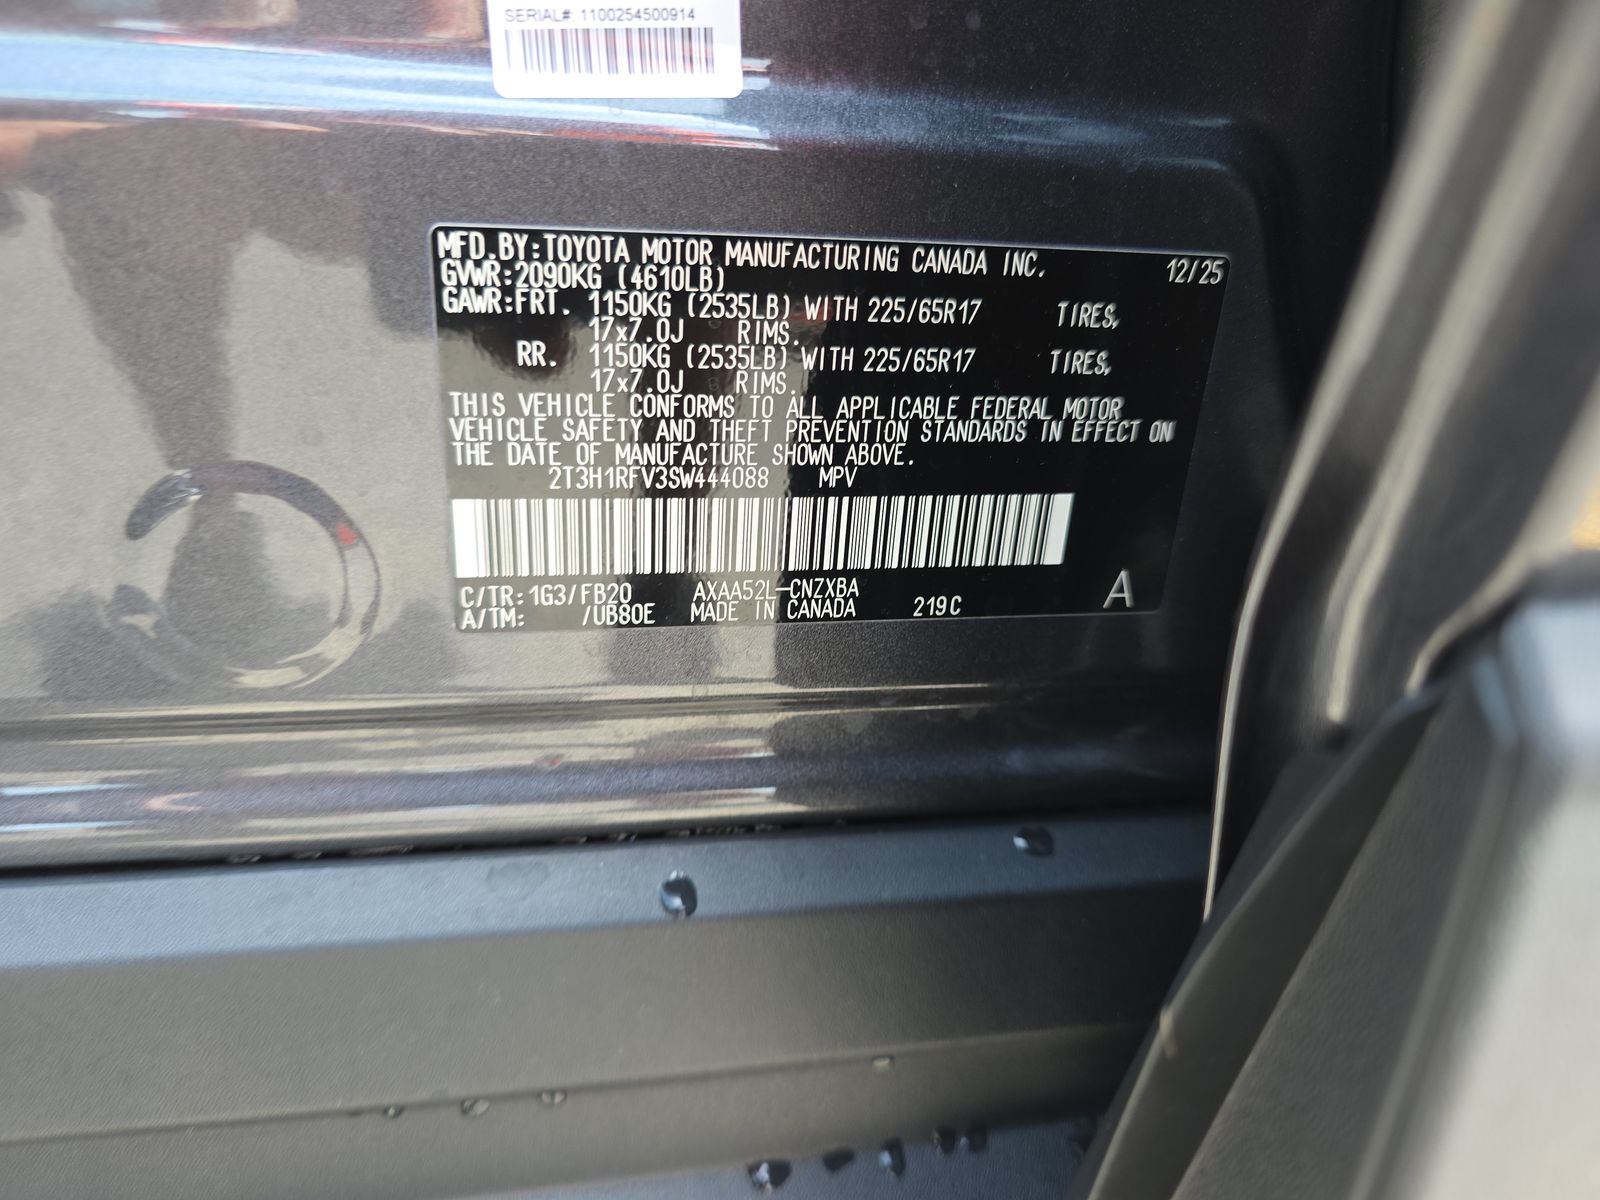 SERIAL#: 1100254500914
MFD.BY:TOYOTA MOTOR MANUFACTURING CANADA INC. 12/25
GVWR:2090KG (4610LB)
GAWR:FRT. 1150KG (2535LB) WITH 225/65R17 TIRES,
17x7.0J RIMS.
RR. 1150KG (2535LB) WITH 225/65R17 TIRES,
17x7.0J RIMS.
THIS VEHICLE CONFORMS TO ALL APPLICABLE FEDERAL MOTOR
VEHICLE SAFETY AND THEFT PREVENTION STANDARDS IN EFFECT ON
THE DATE OF MANUFACTURE SHOWN ABOVE.
2T3H1RFV3SW444088 MPV
C/TR: 1G3/FB20 AXAA52L-CNZXBA
A/TM: /UB80E MADE IN CANADA 219C A